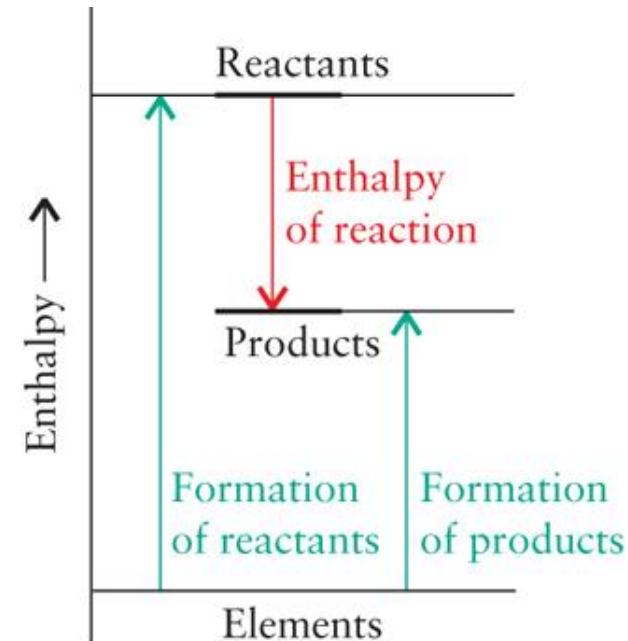 Reactants
Enthalpy
of reaction
Enthalpy
Products
Formation
of reactants
Formation
of products
Elements